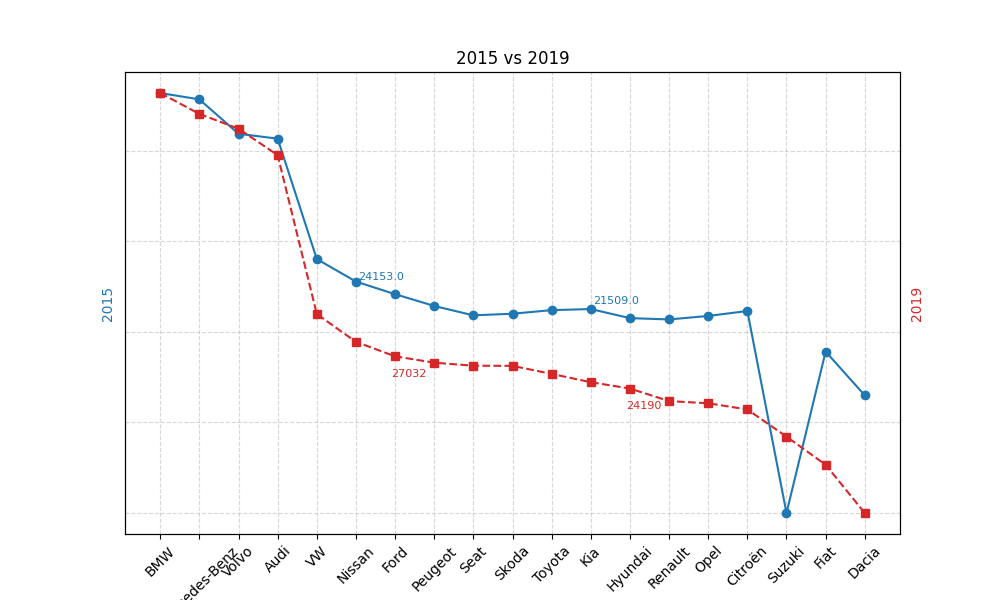 2015 vs 2019
24153.0
21509.0
27032
24190
2015
2019
BMW
Volvo
Audi
VW
Nissan
Ford
Peugeot
Seat
Skoda
Toyota
Kia
Hyundai
Renault
Opel
Citroën
Suzuki
Fiat
Dacia